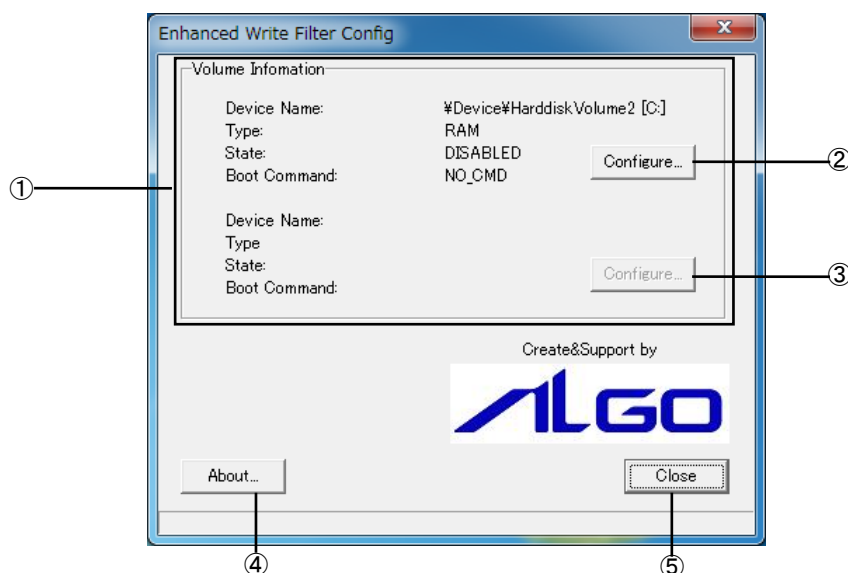 Enhanced Write Filter Config
Volume Infomation
Device Name: ¥Device¥HarddiskVolume2 [C:]
Type: RAM
State: DISABLED
Configure...
②
Boot Command: NO_CMD
①
Device Name:
Type
State:
Configure...
③
Boot Command:
Create&Support by
ALGO
About...
Close
④
⑤